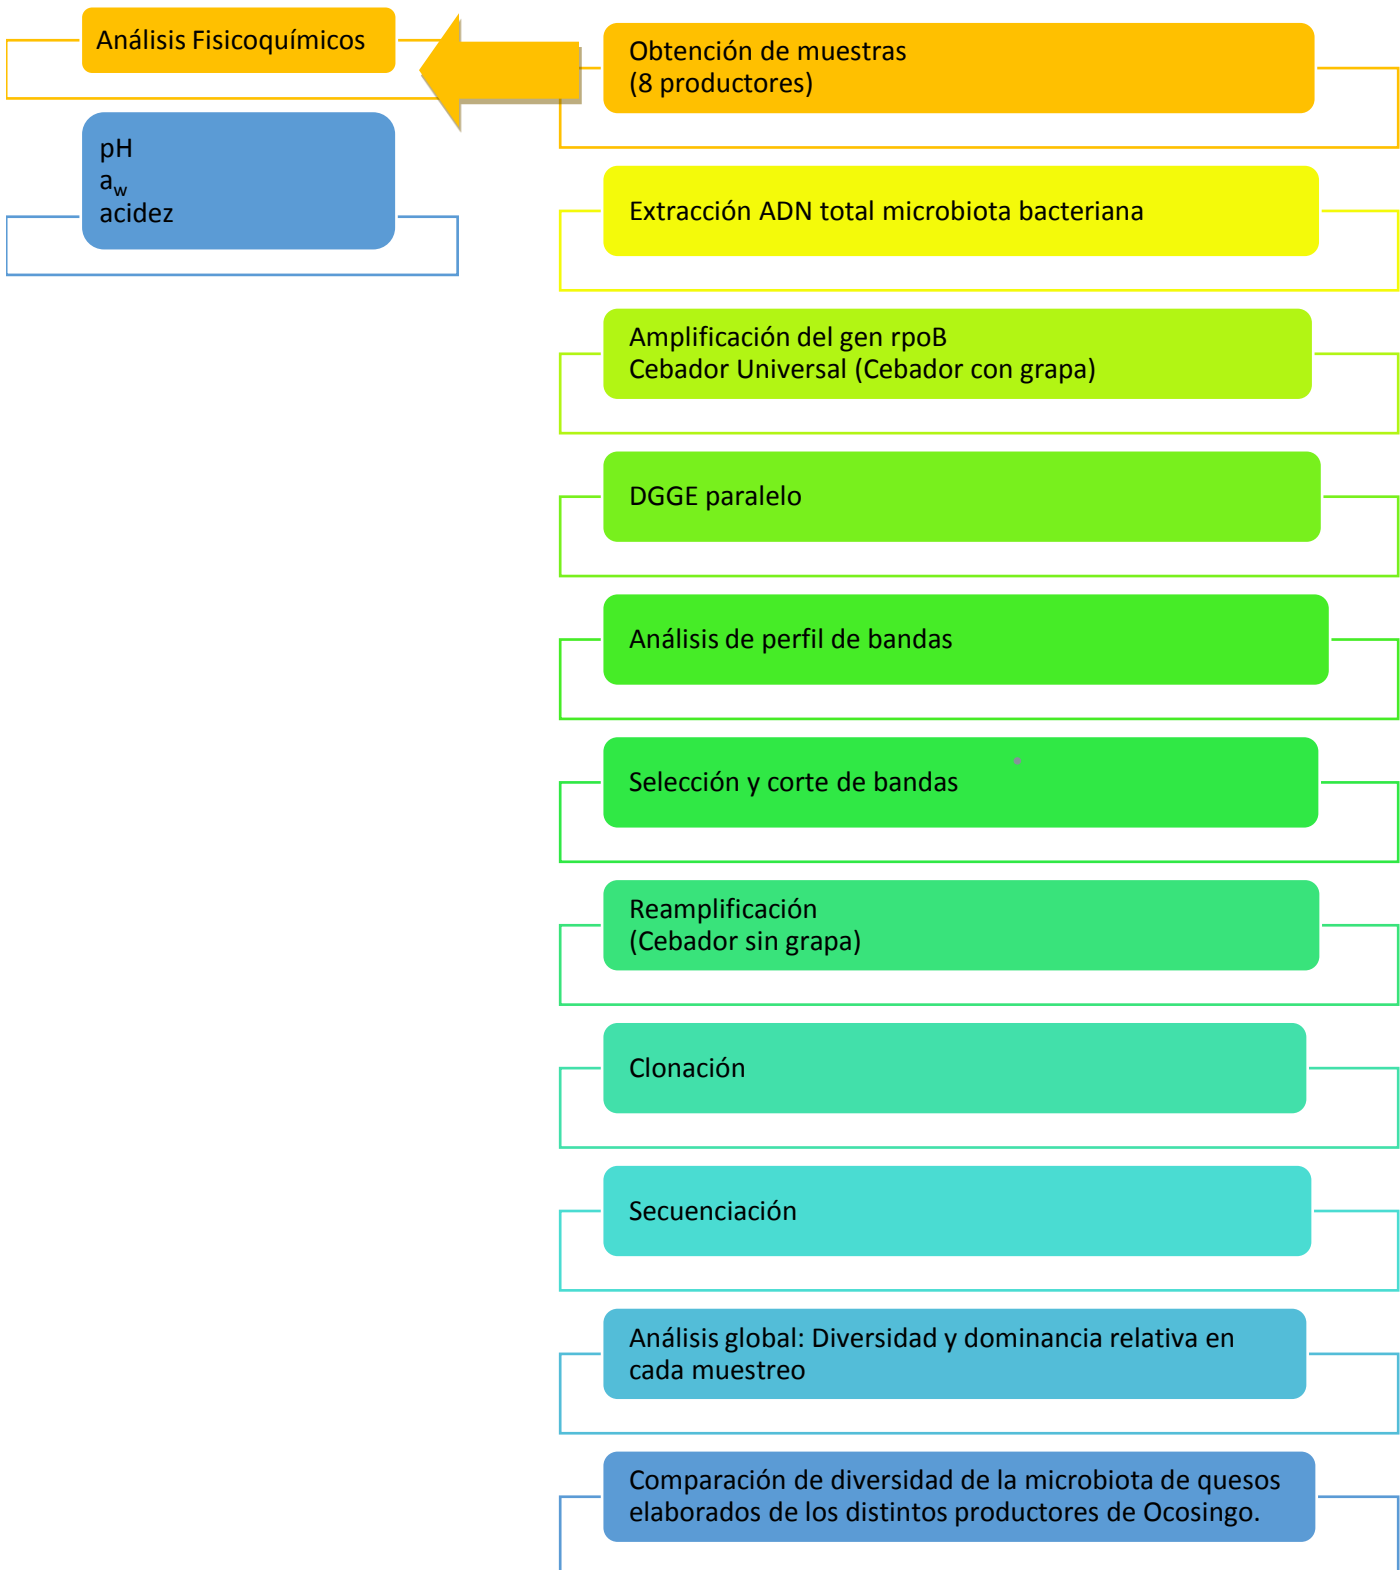 Análisis Fisicoquímicos
pH
a_w
acidez
Obtención de muestras
(8 productores)
Extracción ADN total microbiota bacteriana
Amplificación del gen rpoB
Cebador Universal (Cebador con grapa)
DGGE paralelo
Análisis de perfil de bandas
Selección y corte de bandas
Reamplificación
(Cebador sin grapa)
Clonación
Secuenciación
Análisis global: Diversidad y dominancia relativa en
cada muestreo
Comparación de diversidad de la microbiota de quesos
elaborados de los distintos productores de Ocosingo.